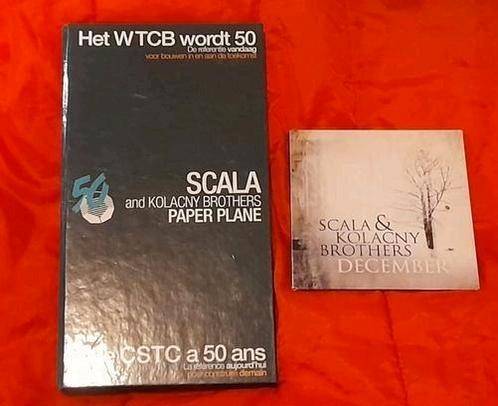 Het WTCB wordt 50
De referentie vandaag
voor bouwen in en aan de toekomst
50
SCALA
and KOLACNY BROTHERS
PAPER PLANE
CSTC a 50 ans
La référence aujourd'hui
pour construire demain
SCALA &
KOLACNY
BROTHERS
DECEMBER